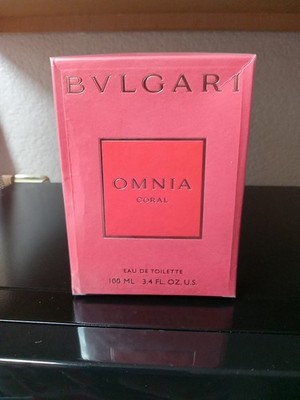 BVLGARI
OMNIA
CORAL
EAU DE TOILETTE
100 ML 3.4 FL. OZ. U.S.